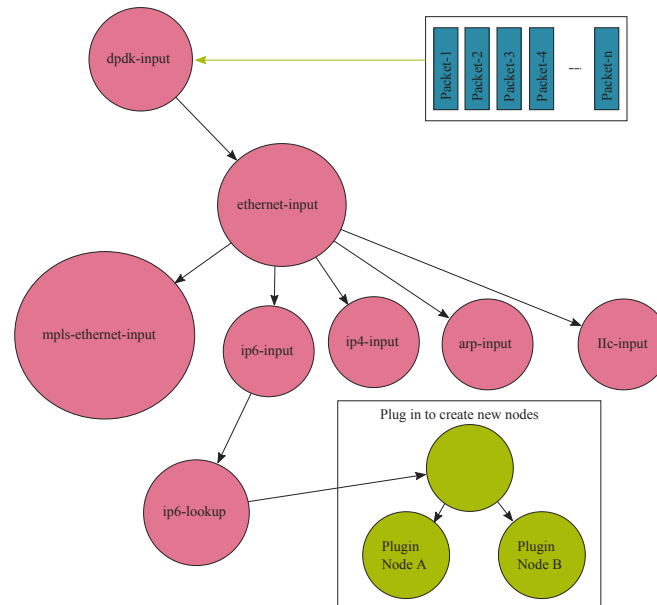 dpdk-input
Packet-1
Packet-2
Packet-3
Packet-4
Packet-n
ethernet-input
mpls-ethernet-input
ip6-input
ip4-input
arp-input
IIc-input
Plug in to create new nodes
ip6-lookup
Plugin
Node A
Plugin
Node B